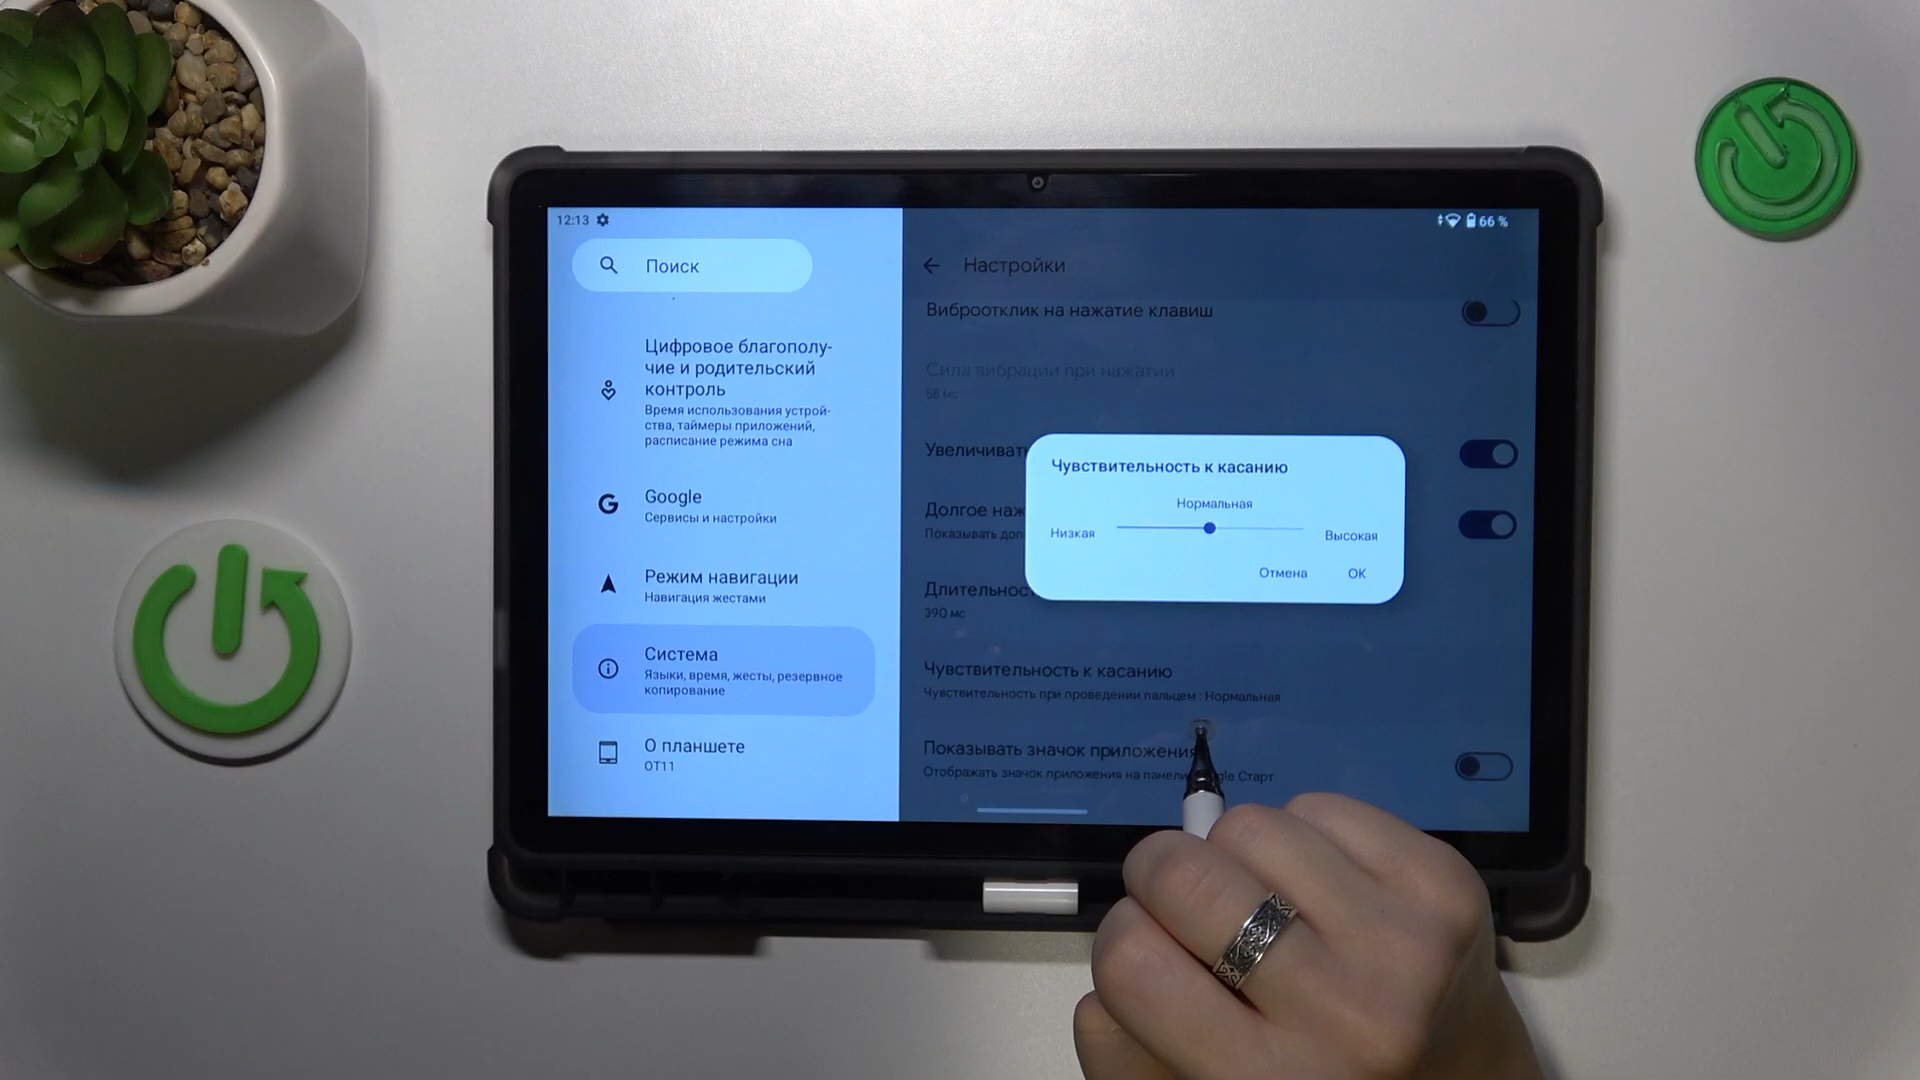 12:13
66 %
Поиск
Цифровое благополу-
чие и родительский
контроль
Время использования устрой-
ства, таймеры приложений,
расписание режима сна
Google
Сервисы и настройки
Режим навигации
Навигация жестами
Система
Языки, время, жесты, резервное
копирование
О планшете
OT11
Настройки
Виброотклик на нажатие клавиш
Сила вибрации при нажатии
58 мс
Увеличивать
Долгое наж
Показывать доп
Длительнос
390 мс
Чувствительность к касанию
Нормальная
Низкая
Высокая
Отмена
ОК
Чувствительность к касанию
Чувствительность при проведении пальцем : Нормальная
Показывать значок приложения
Отображать значок приложения на панели gle Старт